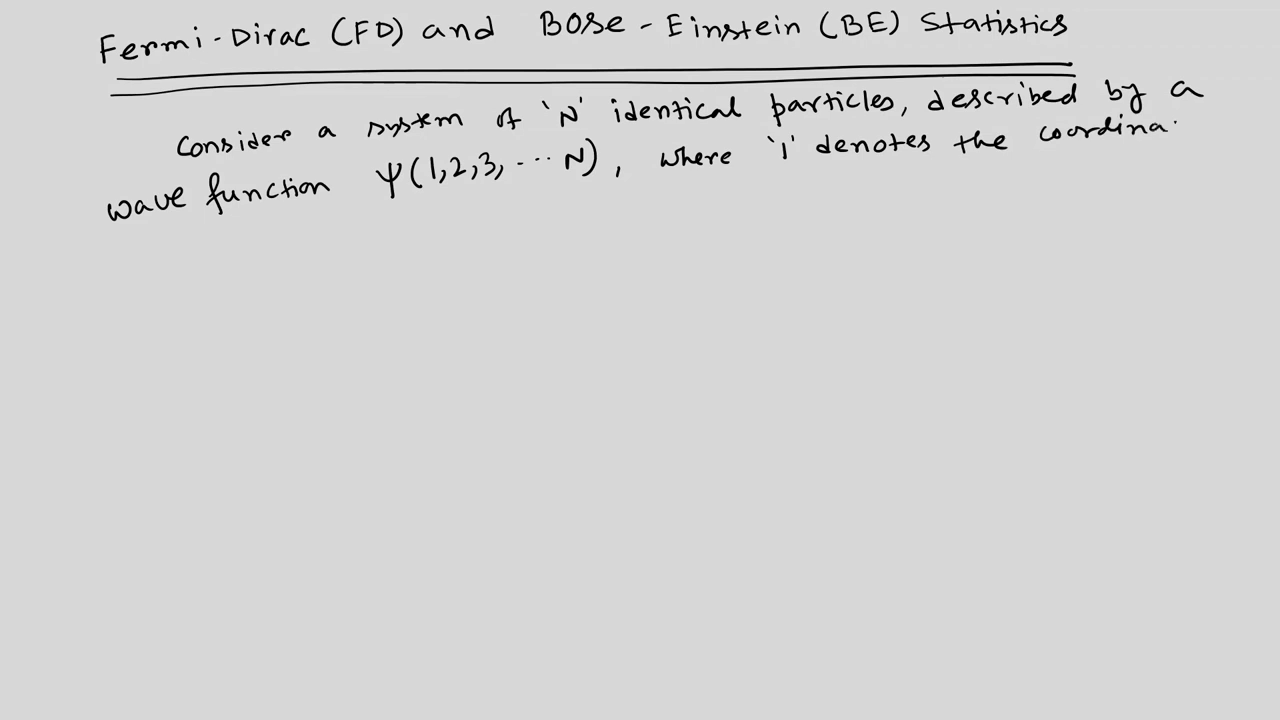 Fermi-Dirac (FD) and Bose-Einstein (BE) Statistics
Consider a system of 'N' identical particles, described by a
wave function ψ(1,2,3, ... N), where '1' denotes the coordina